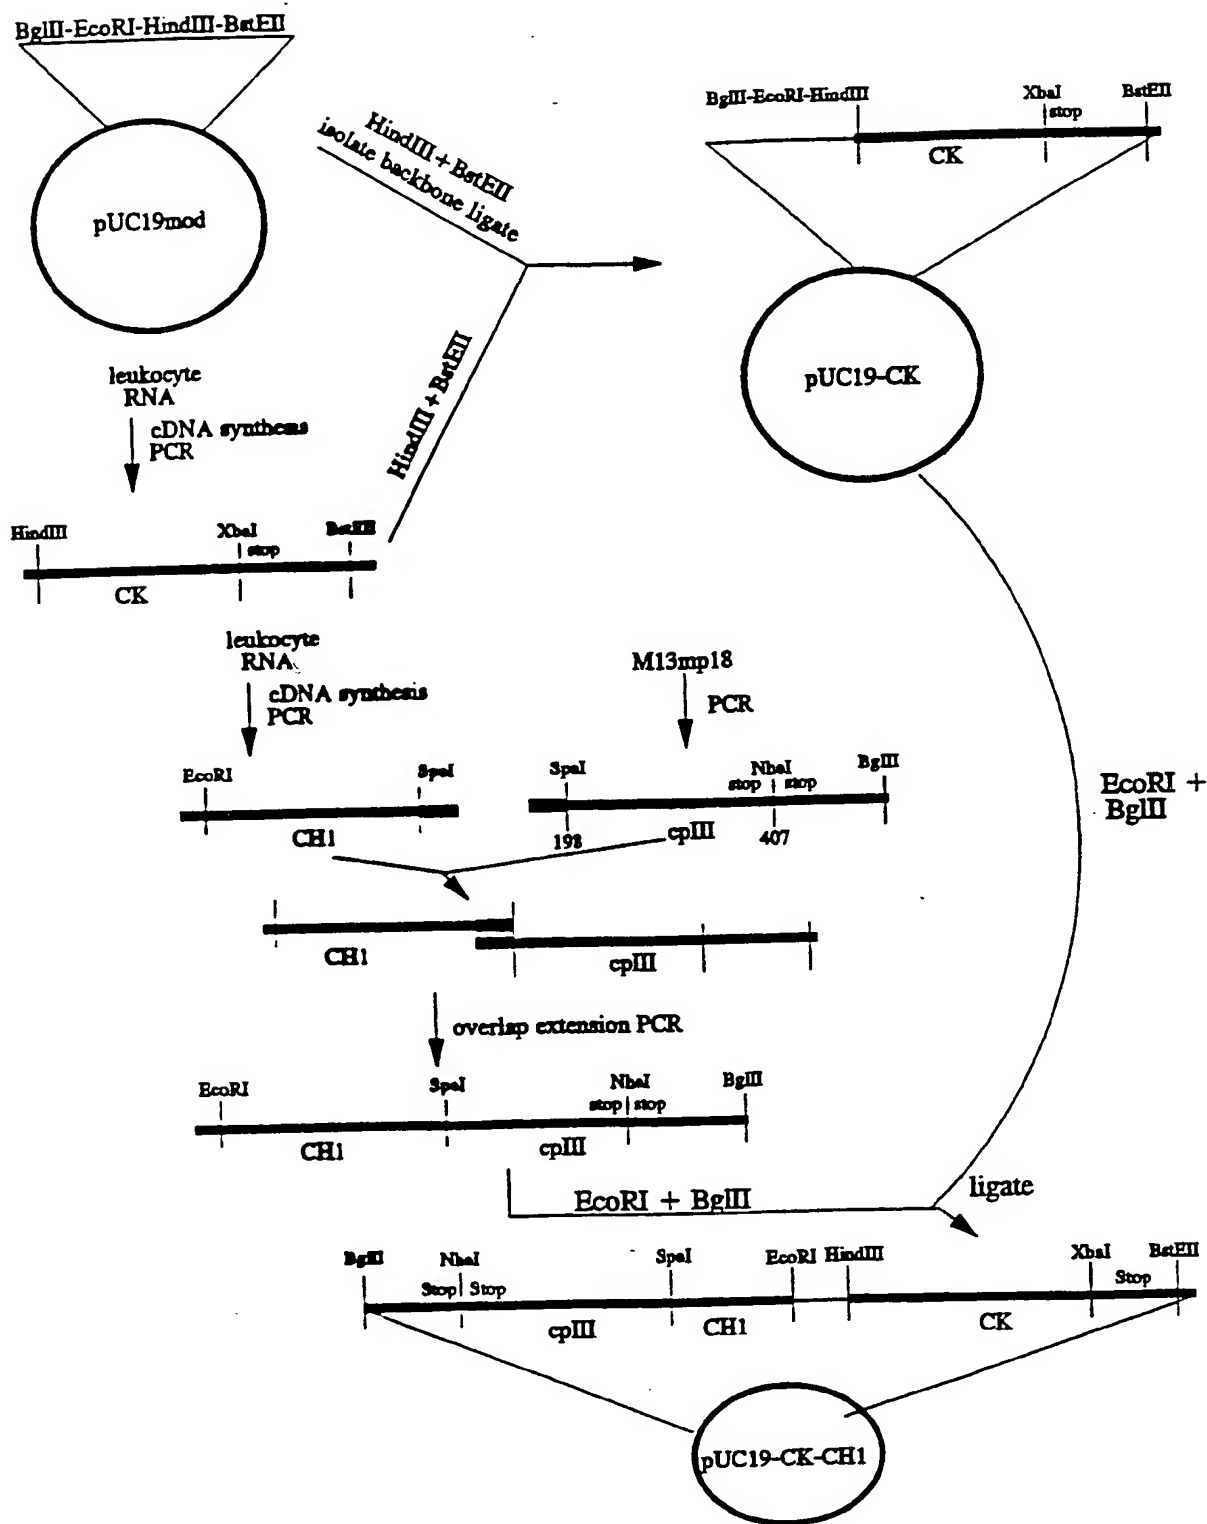 BglII-EcoRI-HindIII-BstEII
pUC19mod
HindIII + BstEII
isolate backbone ligate
HindIII + BstEII
BglII-EcoRI-HindIII
XbaI
stop
BstEII
CK
pUC19-CK
leukocyte
RNA
cDNA synthesis
PCR
HindIII
XbaI
stop
BstEII
CK
leukocyte
RNA
cDNA synthesis
PCR
M13mp18
PCR
EcoRI
SpeI
CH1
SpeI
stop
NheI
stop
BglII
198
cpIII
407
EcoRI +
BglII
CH1
cpIII
overlap extension PCR
EcoRI
SpeI
NheI
stop
stop
BglII
CH1
cpIII
EcoRI + BglII
ligate
BglII
NheI
Stop
Stop
SpeI
EcoRI
HindIII
XbaI
Stop
BstEII
cpIII
CH1
CK
pUC19-CK-CH1